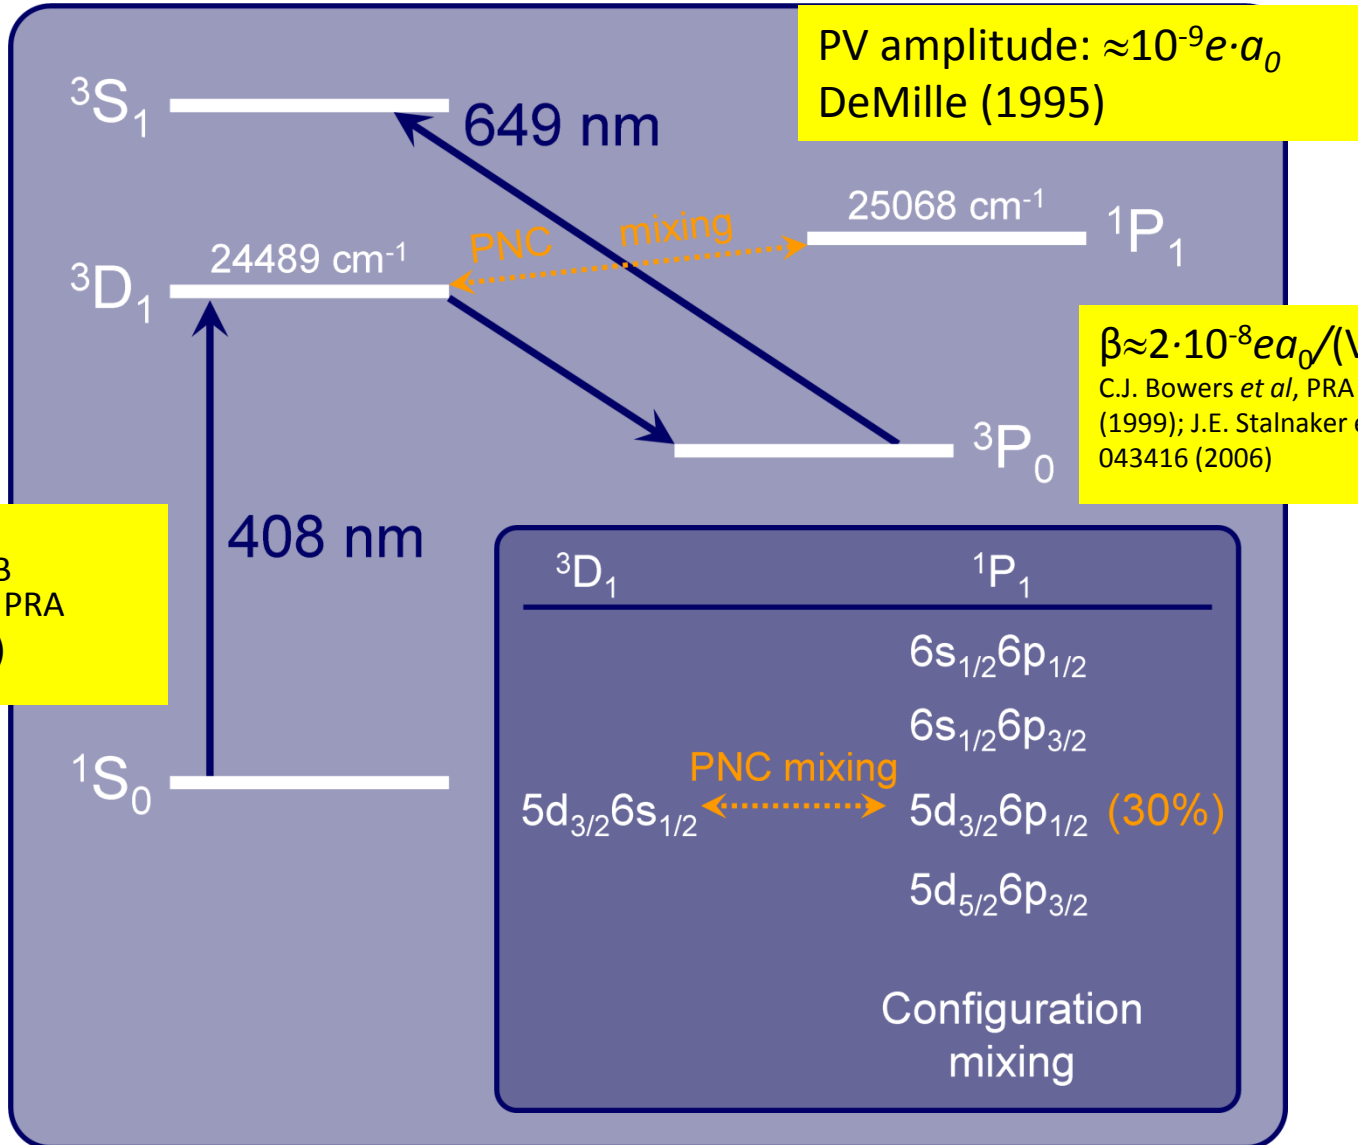 PV amplitude: ≈10⁻⁹e·a₀
DeMille (1995)
³S₁
649 nm
25068 cm⁻¹
¹P₁
PNC mixing
24489 cm⁻¹
³D₁
β≈2·10⁻⁸ea₀/(V
C.J. Bowers et al, PRA
(1999); J.E. Stalnaker e
043416 (2006)
³P₀
408 nm
PRA
)
¹S₀
³D₁ ¹P₁
6s₁/₂6p₁/₂
6s₁/₂6p₃/₂
PNC mixing
5d₃/₂6s₁/₂ 5d₃/₂6p₁/₂ (30%)
5d₅/₂6p₃/₂
Configuration
mixing